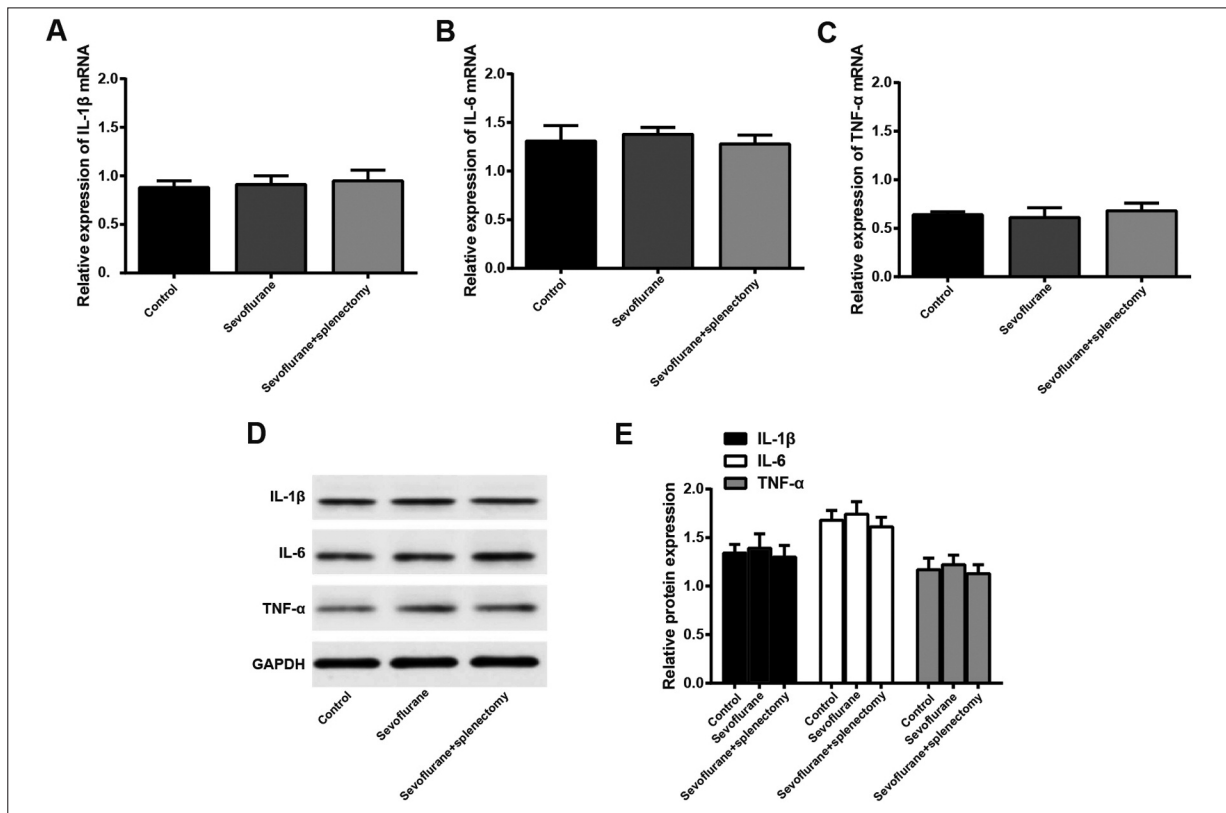 A
Relative expression of IL-1β mRNA
2.0
1.5
1.0
0.5
0.
Control
Sevoflurane
Sevoflurane+splenectomy
B
Relative expression of IL-6 mRNA
2.0
1.5
1.0
0.5
0.0
Control
Sevoflurane
Sevoflurane+splenectomy
C
Relative expression of TNF-α mRNA
2.0
1.5
1.0
0.5
0.0
Control
Sevoflurane
Sevoflurane+splenectomy
D
IL-1β
IL-6
TNF-α
GAPDH
Control
Sevoflurane
Sevoflurane+splenectomy
E
IL-1β
IL-6
TNF-α
Relative protein expression
2.0
1.5
1.0
0.5
0.0
Control
Sevoflurane
Sevoflurane+splenectomy
Control
Sevoflurane
Sevoflurane+splenectomy
Control
Sevoflurane
Sevoflurane+splenectomy